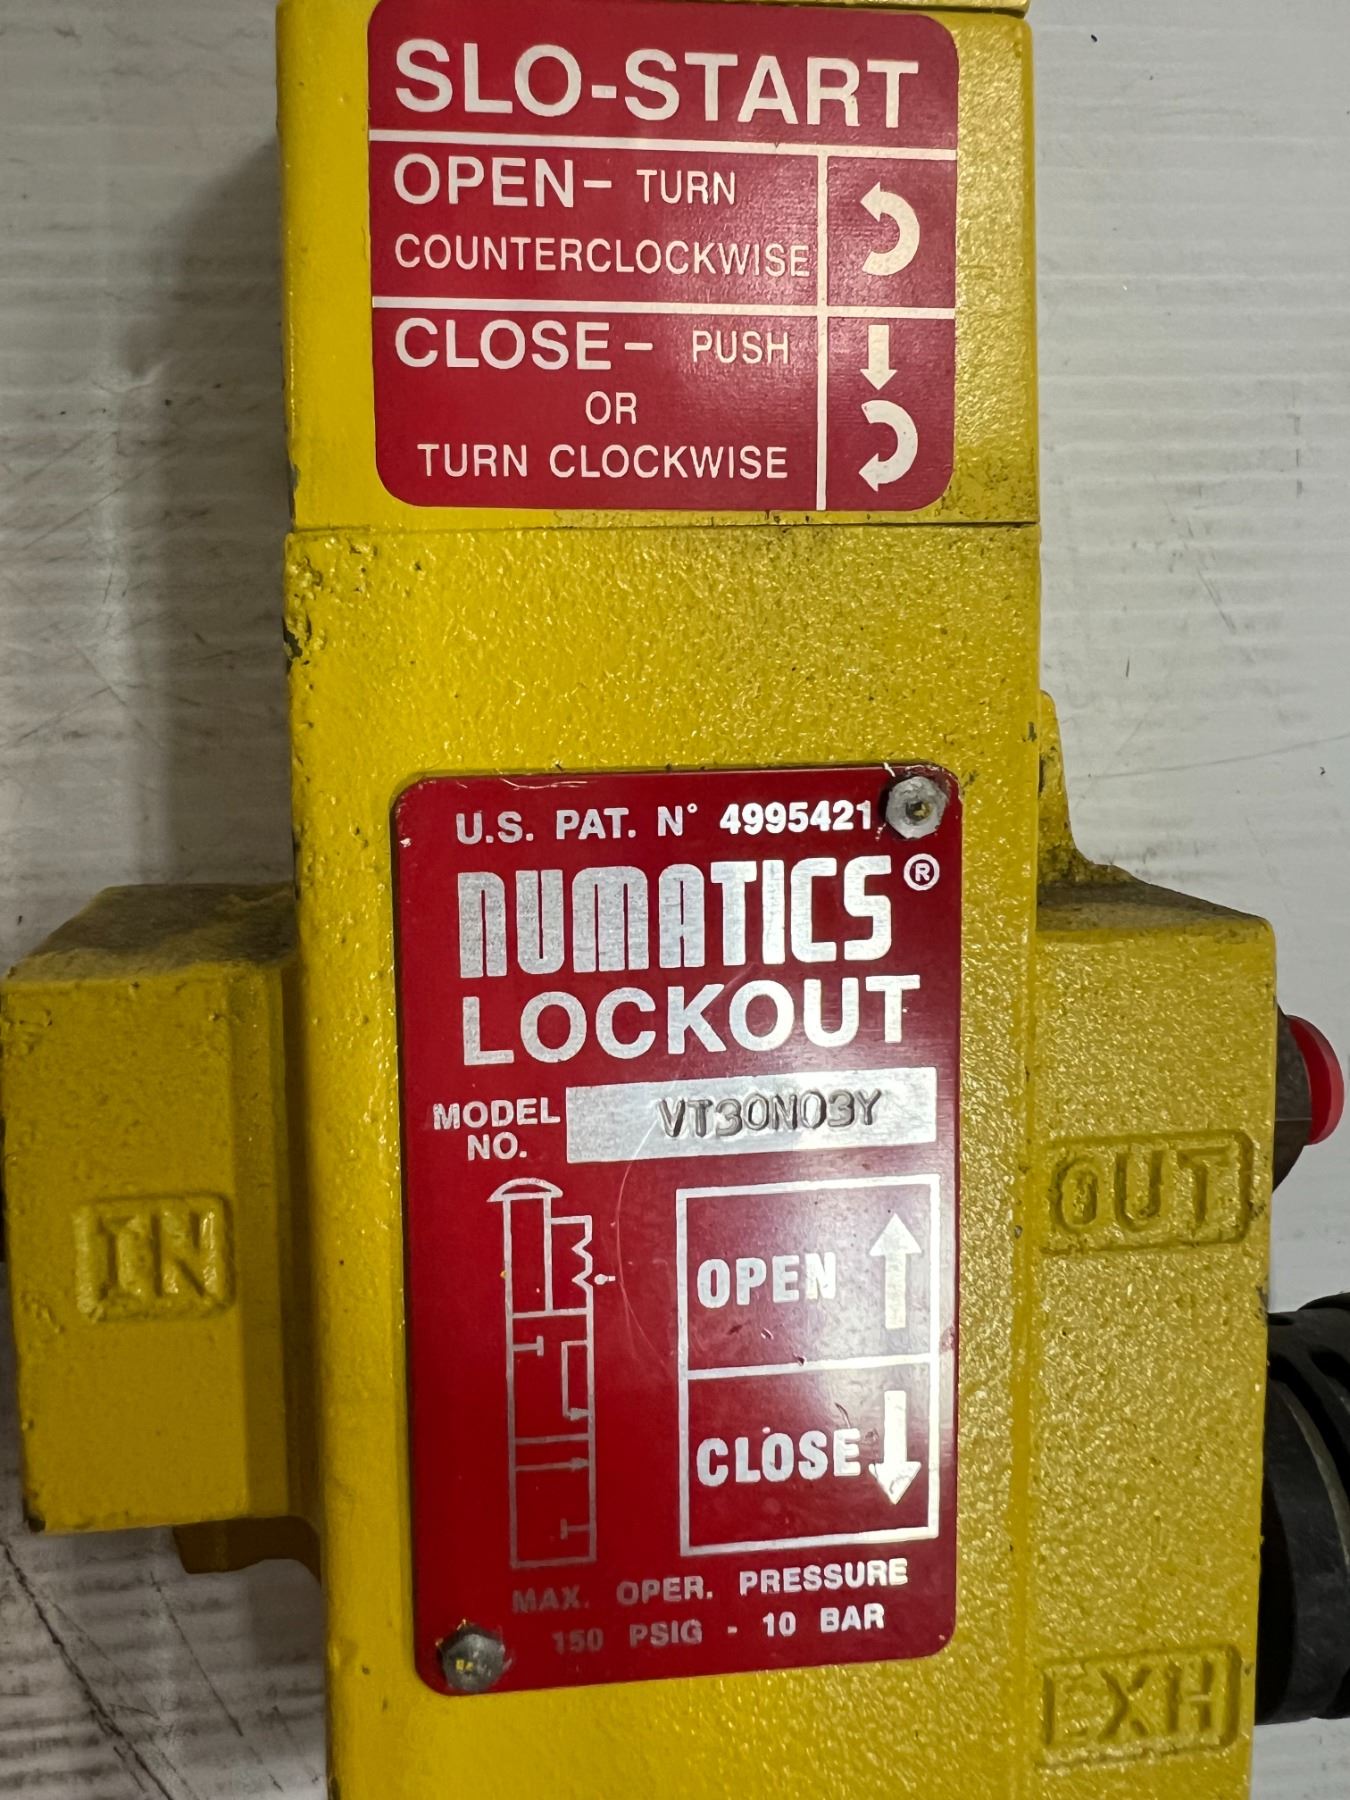 SLO-START
OPEN- TURN
COUNTERCLOCKWISE
CLOSE- PUSH
OR
TURN CLOCKWISE
U.S. PAT. N° 4995421
NUMATICS®
LOCKOUT
MODEL NO. VT30N03Y
OPEN
CLOSE
MAX. OPER. PRESSURE
150 PSIG - 10 BAR
IN
OUT
EXH